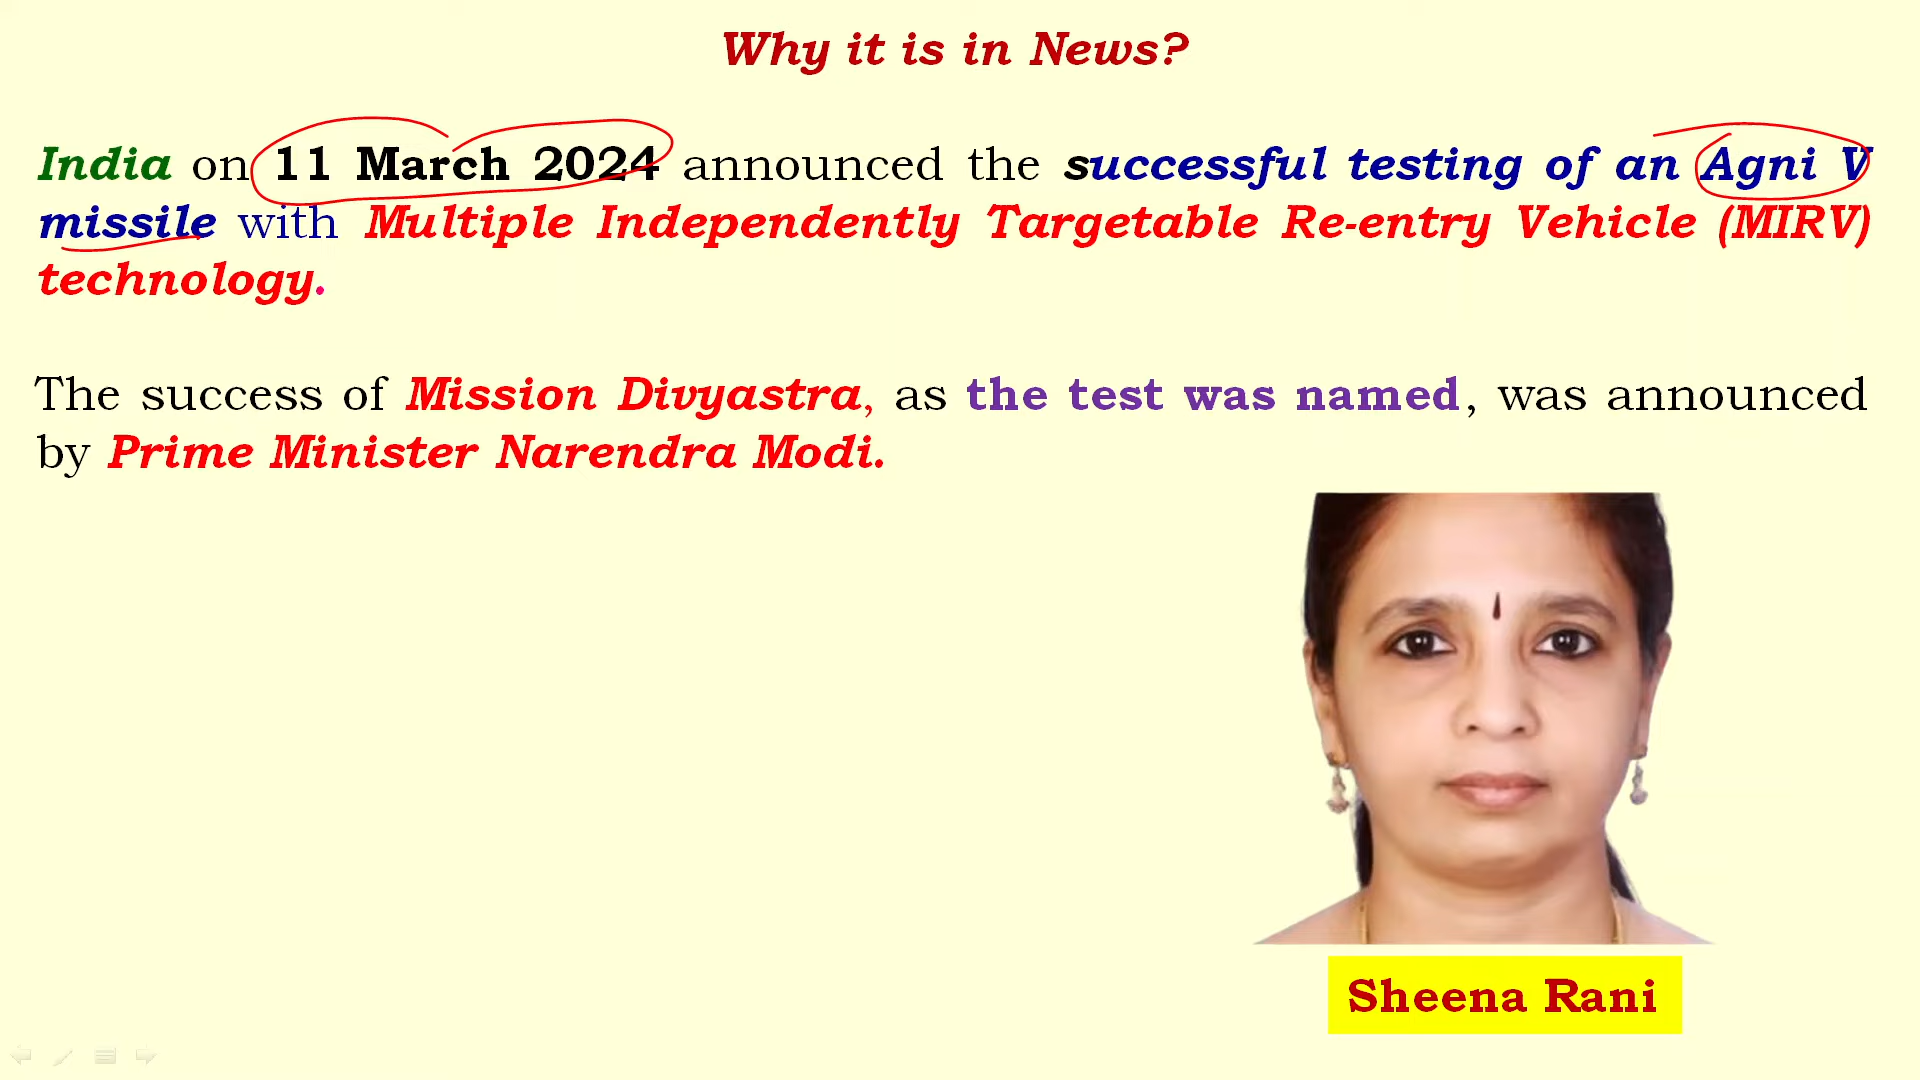 Why it is in News?
India on 11 March 2024 announced the successful testing of an Agni V
missile with Multiple Independently Targetable Re-entry Vehicle (MIRV)
technology.
The success of Mission Divyastra, as the test was named, was announced
by Prime Minister Narendra Modi.
Sheena Rani